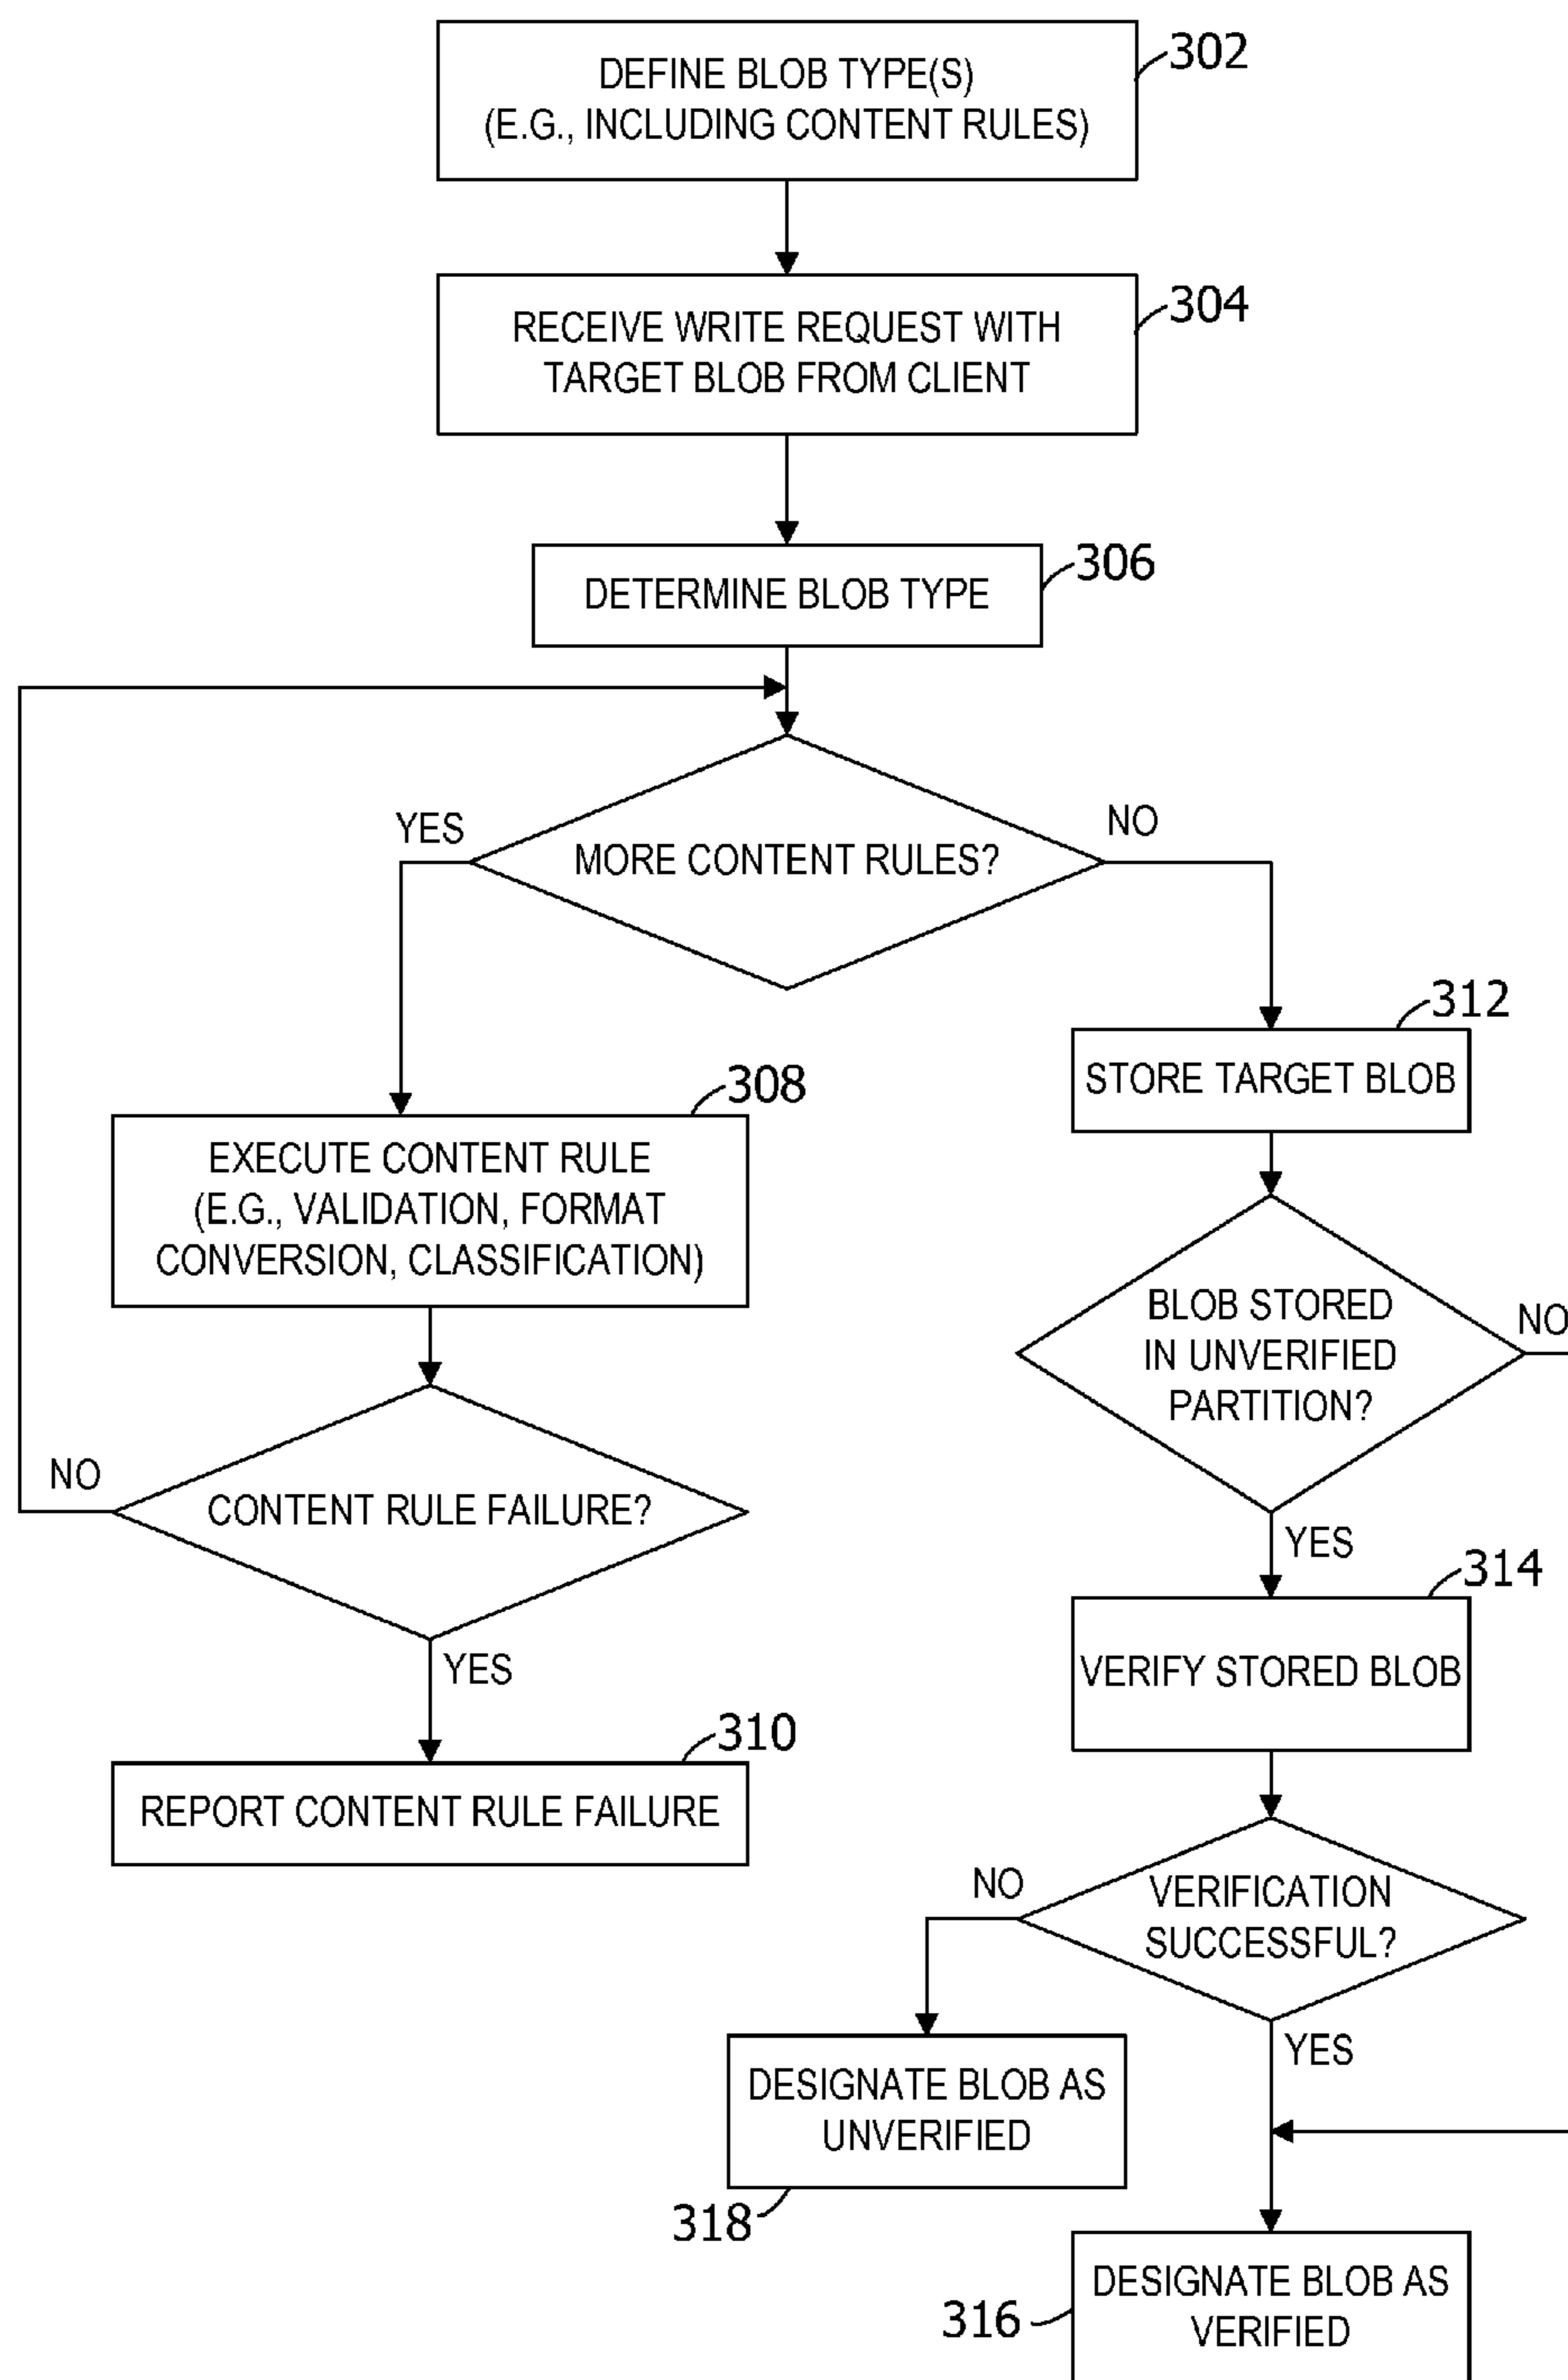 DEFINE BLOB TYPE(S)
(E.G., INCLUDING CONTENT RULES)
302
RECEIVE WRITE REQUEST WITH
TARGET BLOB FROM CLIENT
304
DETERMINE BLOB TYPE
306
MORE CONTENT RULES?
YES
NO
EXECUTE CONTENT RULE
(E.G., VALIDATION, FORMAT
CONVERSION, CLASSIFICATION)
308
CONTENT RULE FAILURE?
NO
YES
REPORT CONTENT RULE FAILURE
310
STORE TARGET BLOB
312
BLOB STORED
IN UNVERIFIED
PARTITION?
NO
YES
VERIFY STORED BLOB
314
VERIFICATION
SUCCESSFUL?
NO
YES
DESIGNATE BLOB AS
UNVERIFIED
318
DESIGNATE BLOB AS
VERIFIED
316